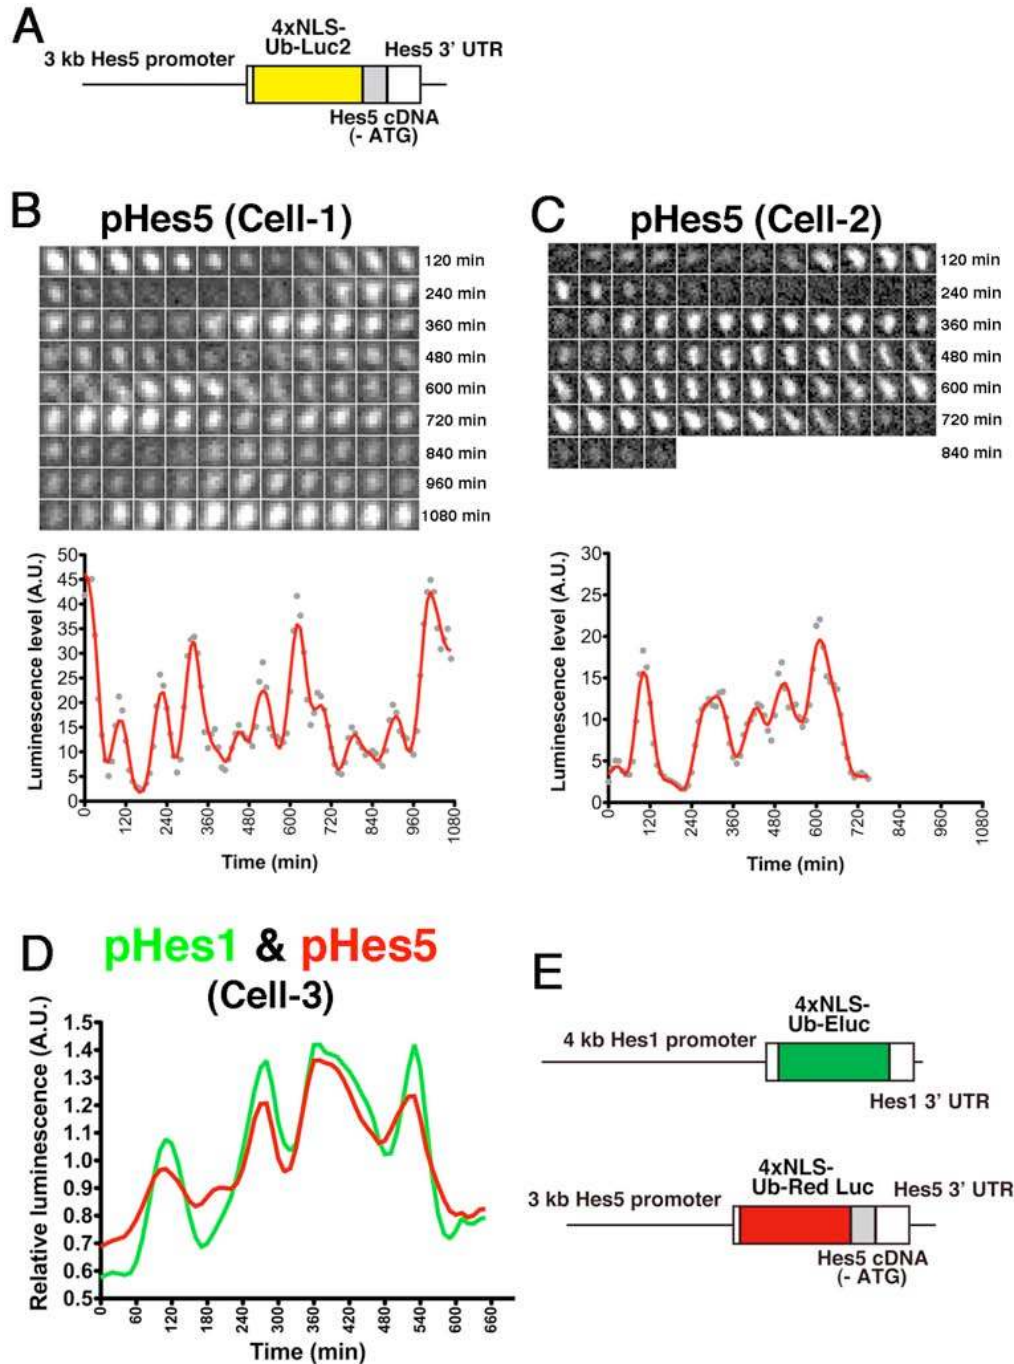 A
4xNLS-
Ub-Luc2
3 kb Hes5 promoter
Hes5 3' UTR
Hes5 cDNA
(- ATG)
B
pHes5 (Cell-1)
120 min
240 min
360 min
480 min
600 min
720 min
840 min
960 min
1080 min
Luminescence level (A.U.)
50
45
40
35
30
25
20
15
10
5
0
0 120 240 360 480 600 720 840 960 1080
Time (min)
C
pHes5 (Cell-2)
120 min
240 min
360 min
480 min
600 min
720 min
840 min
Luminescence level (A.U.)
30
25
20
15
10
5
0
0 120 240 360 480 600 720 840 960 1080
Time (min)
D
pHes1 & pHes5
(Cell-3)
Relative luminescence (A.U.)
1.5
1.4
1.3
1.2
1.1
1.0
0.9
0.8
0.7
0.6
0.5
0 60 120 180 240 300 360 420 480 540 600 660
Time (min)
E
4xNLS-
Ub-Eluc
4 kb Hes1 promoter
Hes1 3' UTR
4xNLS-
Ub-Red Luc
3 kb Hes5 promoter
Hes5 3' UTR
Hes5 cDNA
(- ATG)